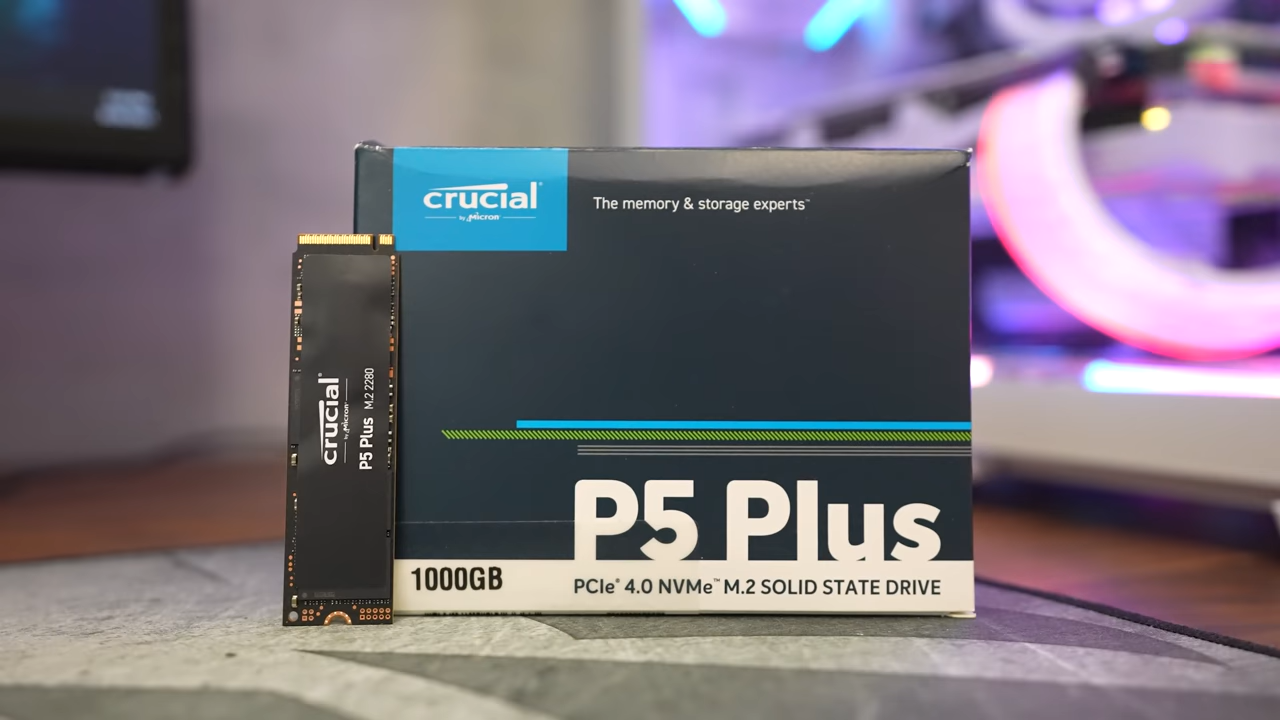 crucial
by Micron
The memory & storage experts™
crucial
by Micron
P5 Plus M.2 2280
P5 Plus
1000GB
PCIe® 4.0 NVMe™ M.2 SOLID STATE DRIVE